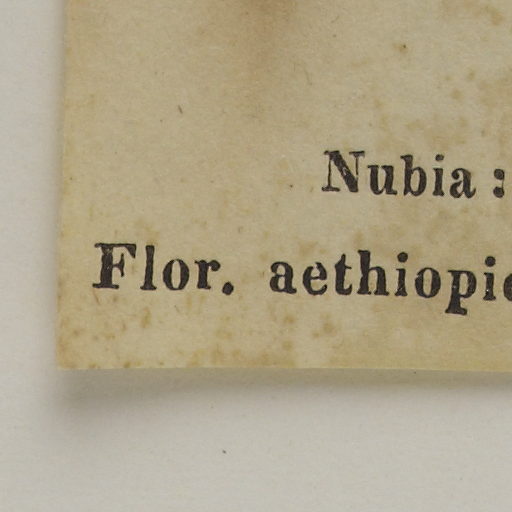 Nubia :
Flor. aethiopi